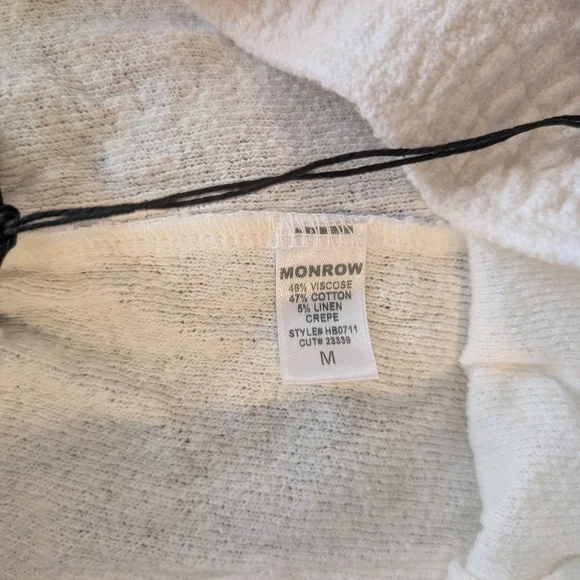 MONROW
48% VISCOSE
47% COTTON
5% LINEN
CREPE
STYLE# HB0711
CUT# 23339
M